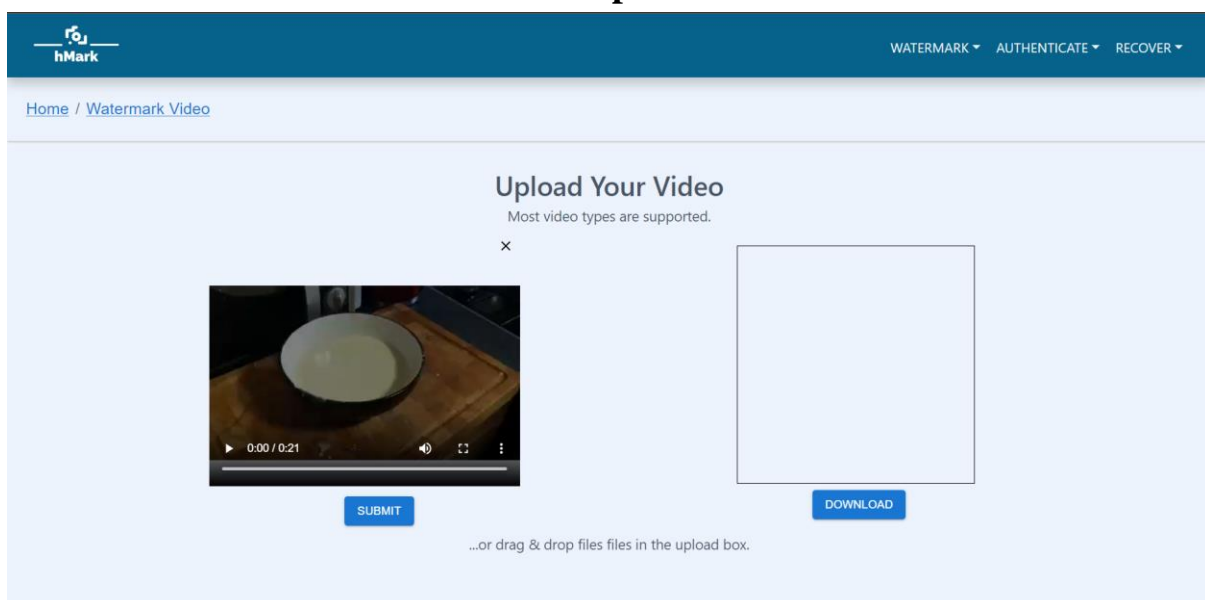 hMark
WATERMARK AUTHENTICATE RECOVER
Home / Watermark Video
Upload Your Video
Most video types are supported.
0:00 / 0:21
SUBMIT
DOWNLOAD
...or drag & drop files files in the upload box.